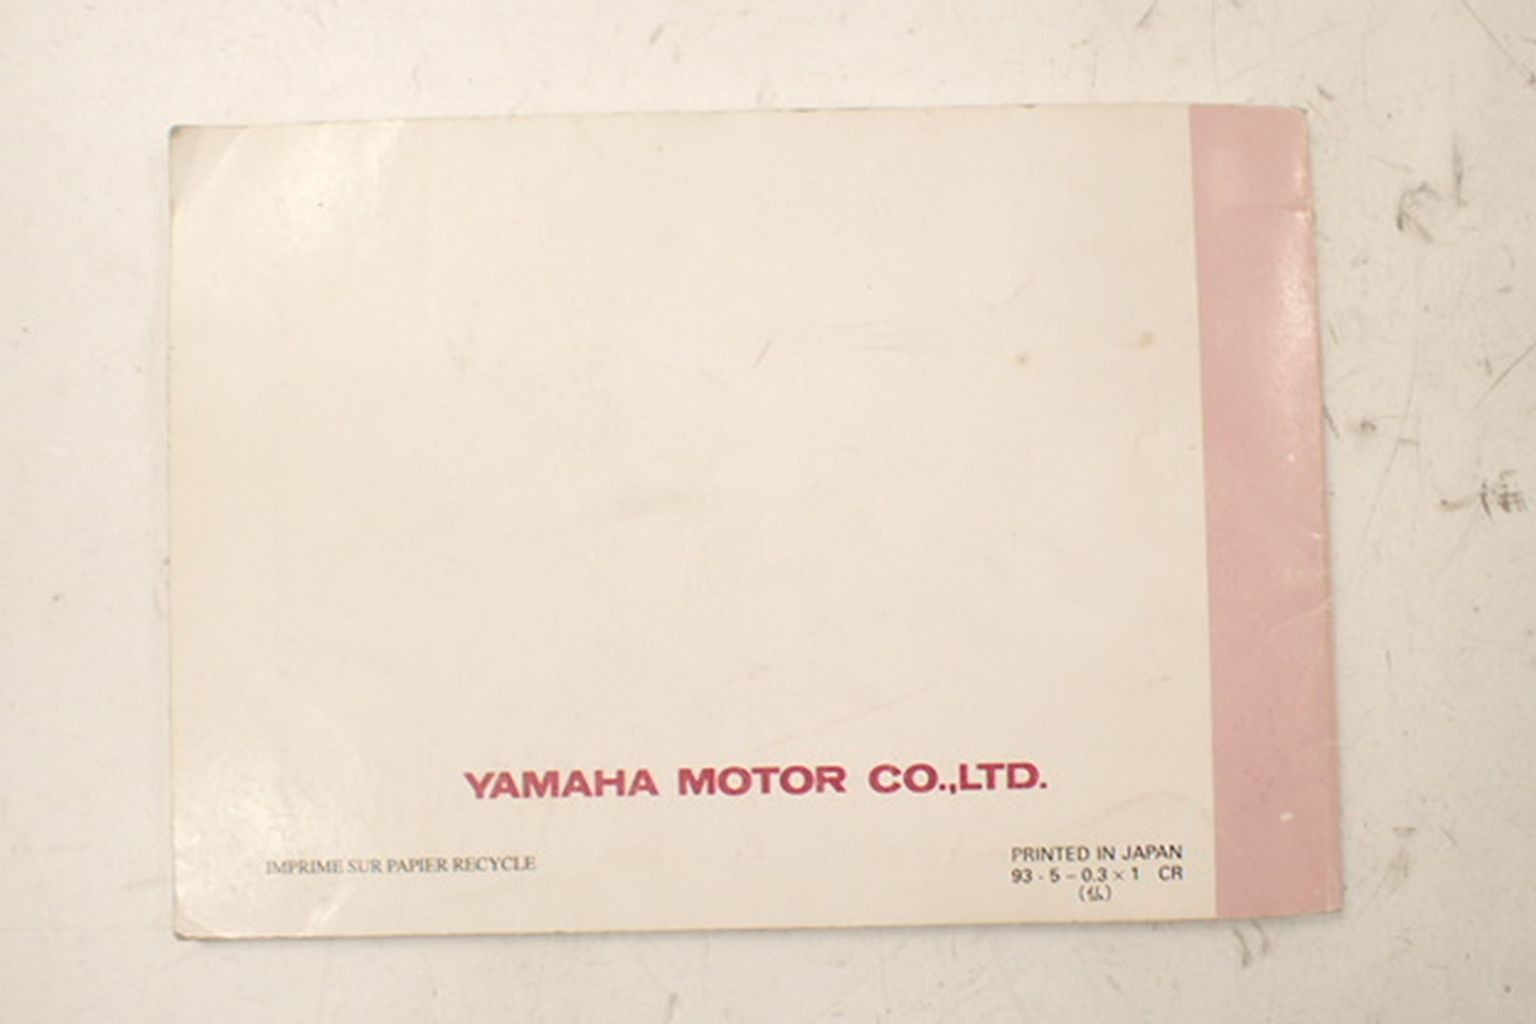 YAMAHA MOTOR CO.,LTD.
IMPRIME SUR PAPIER RECYCLE
PRINTED IN JAPAN
93 · 5 – 0.3 × 1 CR
(仏)